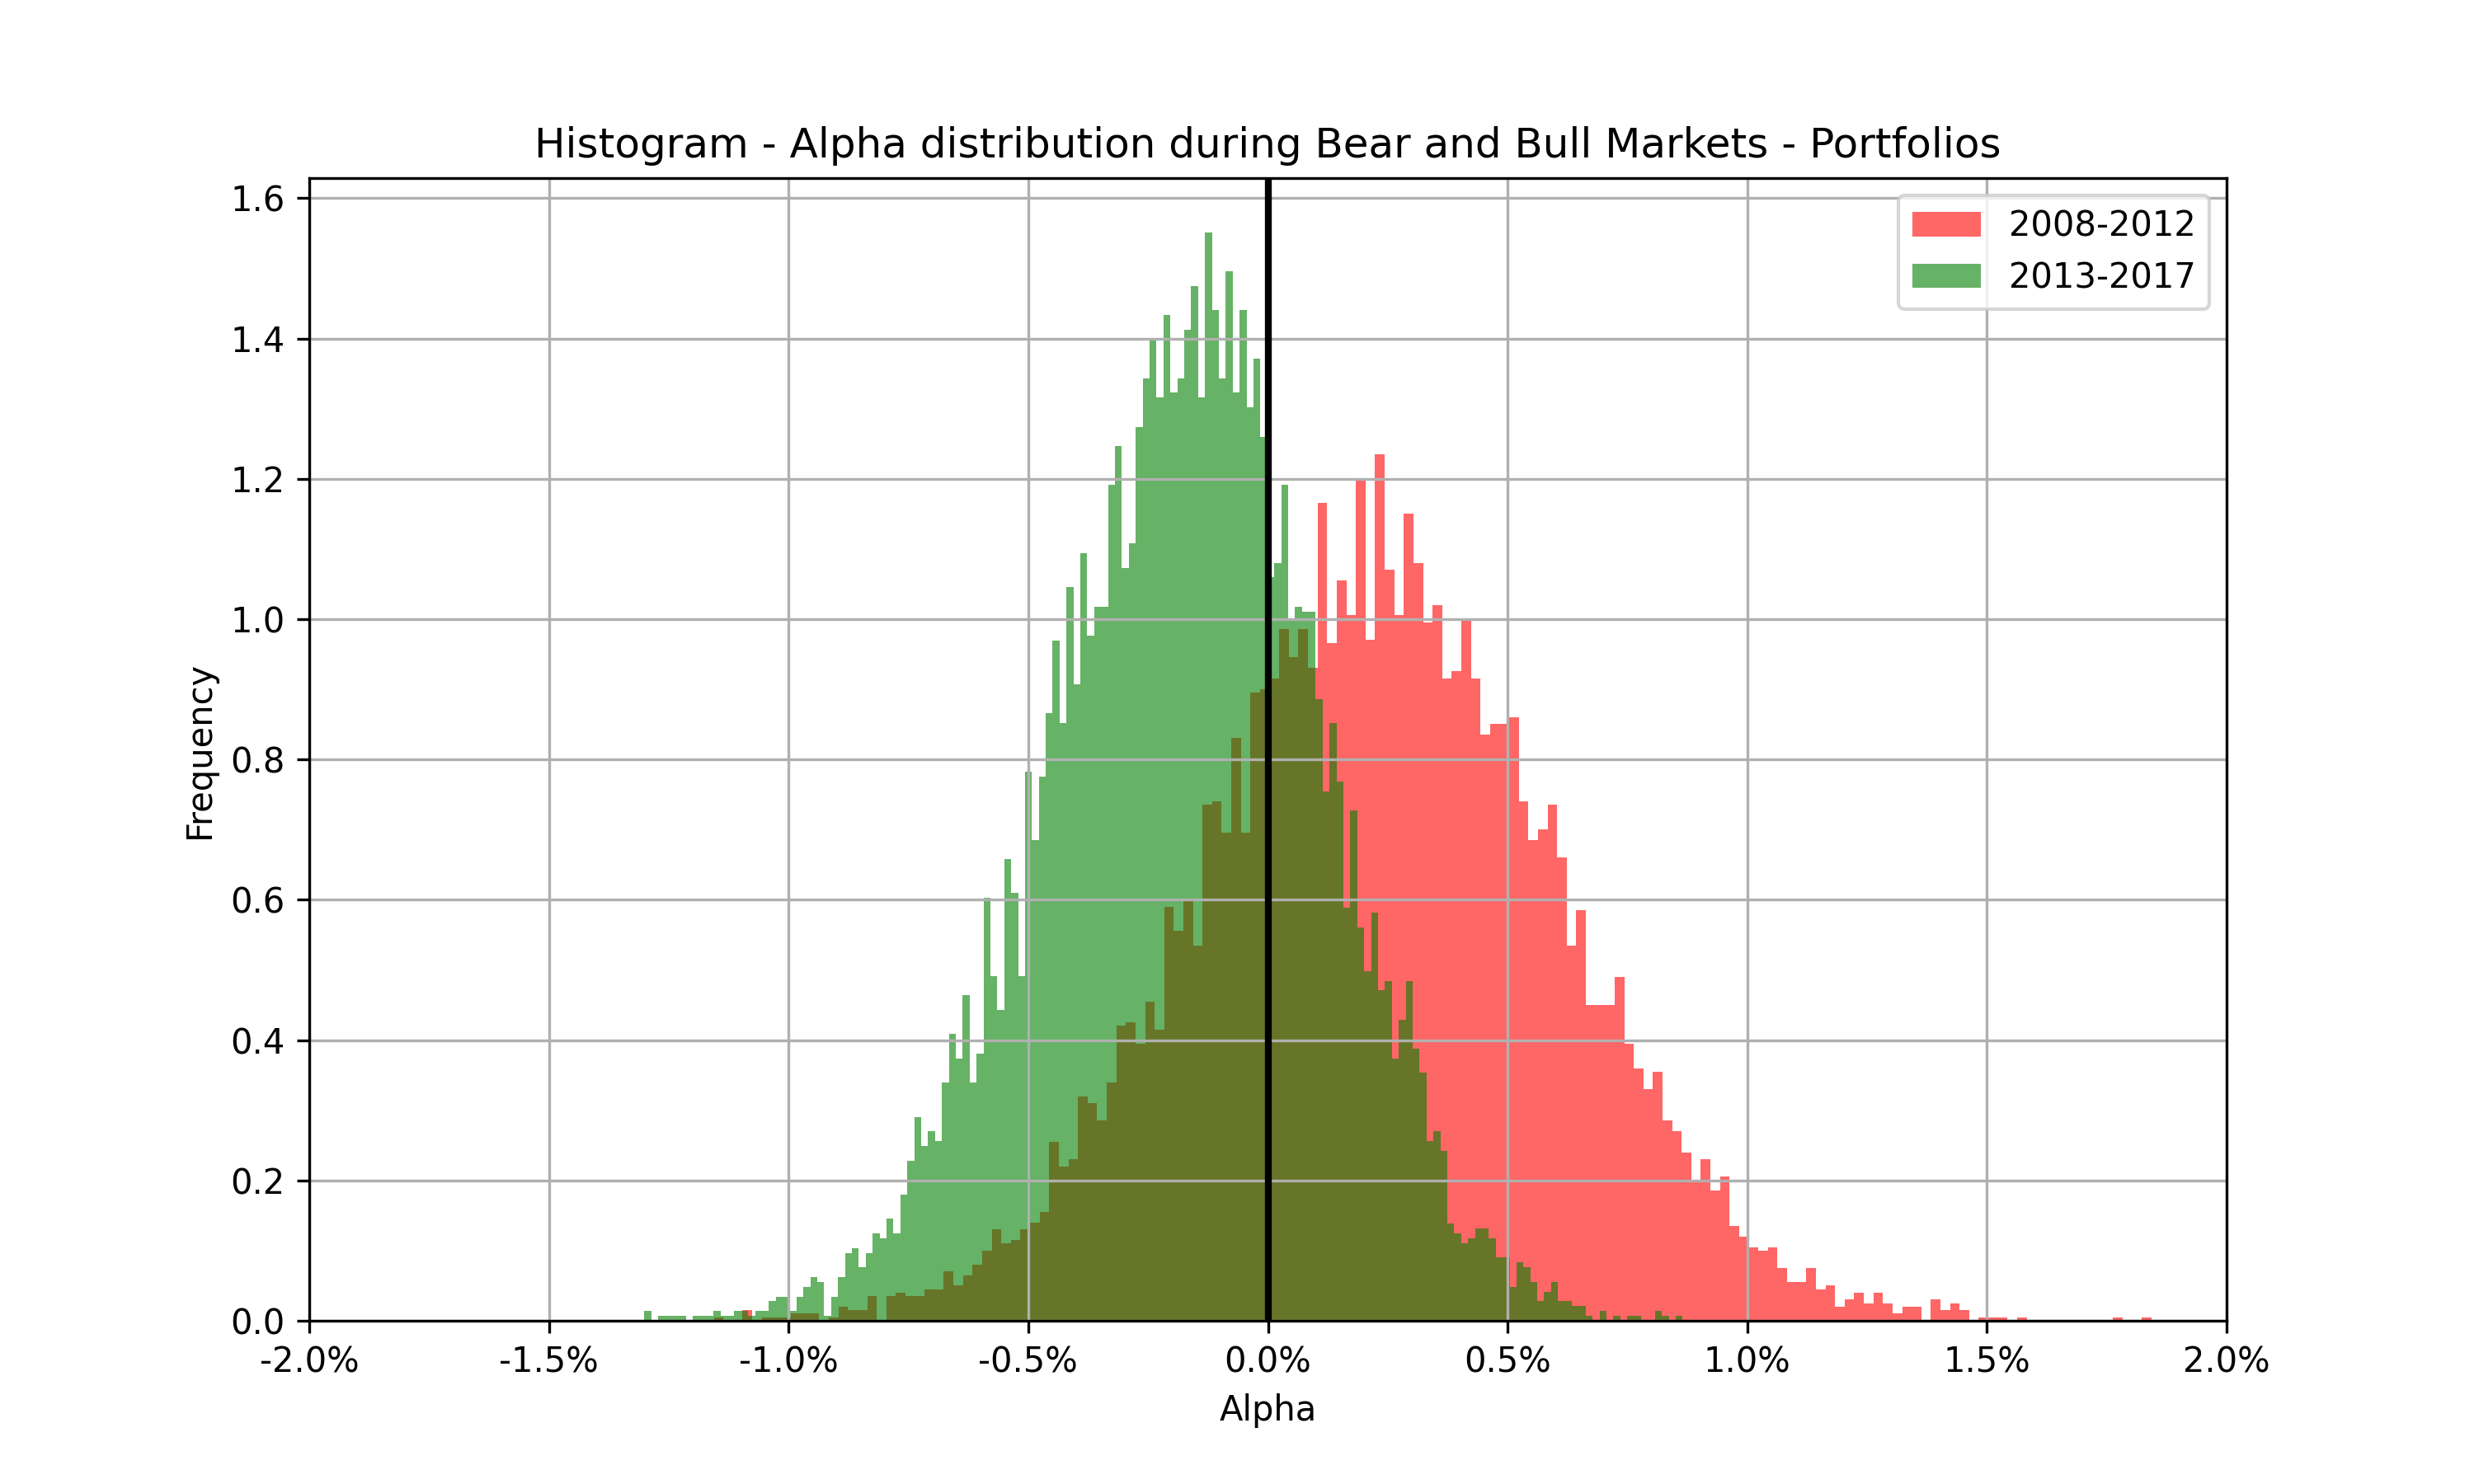 Histogram - Alpha distribution during Bear and Bull Markets - Portfolios
2008-2012
2013-2017
1.6
1.4
1.2
1.0
0.8
0.6
0.4
0.2
0.0
Frequency
-2.0% -1.5% -1.0% -0.5% 0.0% 0.5% 1.0% 1.5% 2.0%
Alpha